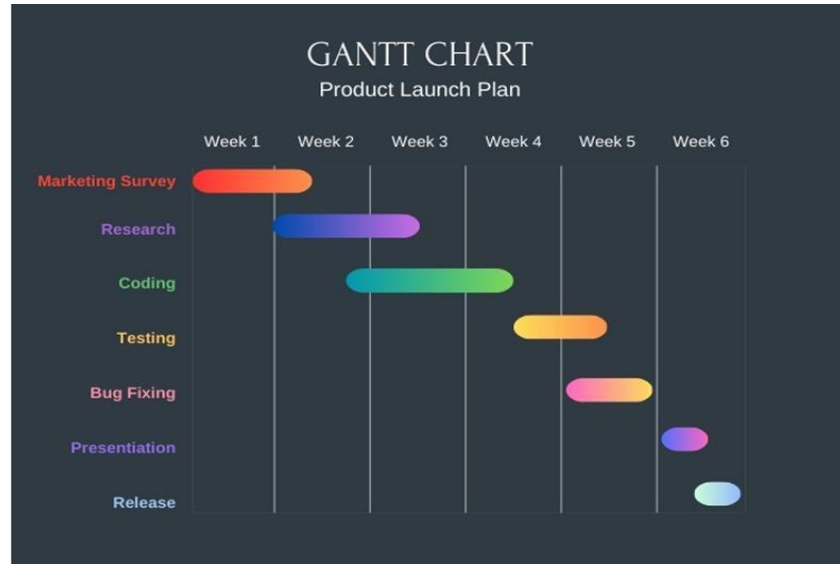 GANTT CHART
Product Launch Plan
Week 1 Week 2 Week 3 Week 4 Week 5 Week 6
Marketing Survey
Research
Coding
Testing
Bug Fixing
Presentiation
Release